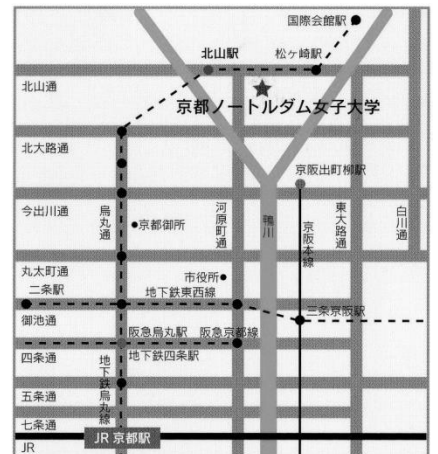 国際会館駅
北山駅
松ヶ崎駅
北山通
京都ノートルダム女子大学
北大路通
京阪出町柳駅
今出川通
烏丸通
京都御所
河原町通
鴨川
京阪本線
東大路通
白川通
丸太町通
市役所
二条駅
地下鉄東西線
御池通
三条京阪駅
阪急烏丸駅
阪急京都線
四条通
地下鉄四条駅
地下鉄烏丸線
五条通
七条通
JR 京都駅
JR